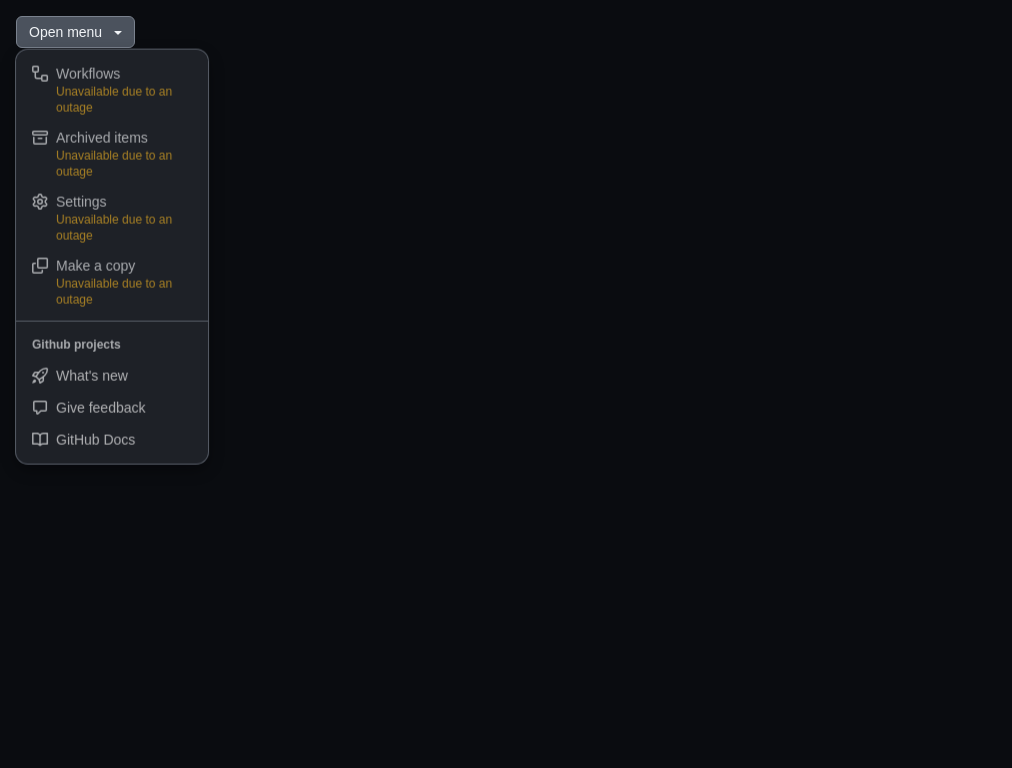 Open menu
Workflows
Unavailable due to an
outage
Archived items
Unavailable due to an
outage
Settings
Unavailable due to an
outage
Make a copy
Unavailable due to an
outage
Github projects
What's new
Give feedback
GitHub Docs